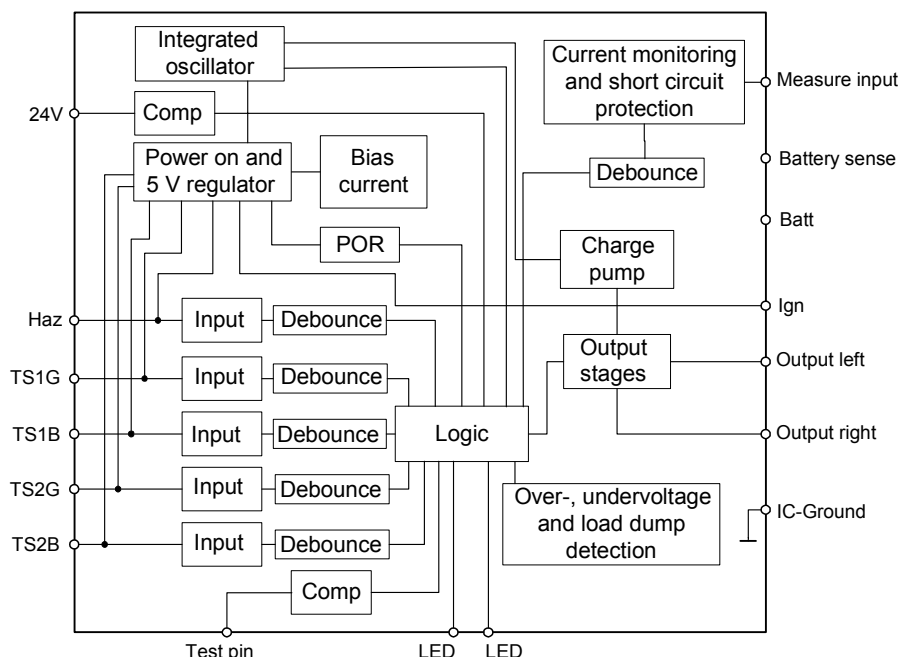 Integrated
oscillator
Current monitoring
and short circuit
protection
Measure input
24V
Comp
Power on and
5 V regulator
Bias
current
Debounce
Battery sense
Batt
POR
Charge
pump
Ign
Haz
Input
Debounce
Output
stages
Output left
TS1G
Input
Debounce
TS1B
Input
Debounce
Logic
Output right
TS2G
Input
Debounce
Over-, undervoltage
and load dump
detection
IC-Ground
TS2B
Input
Debounce
Comp
Test pin
LED
LED